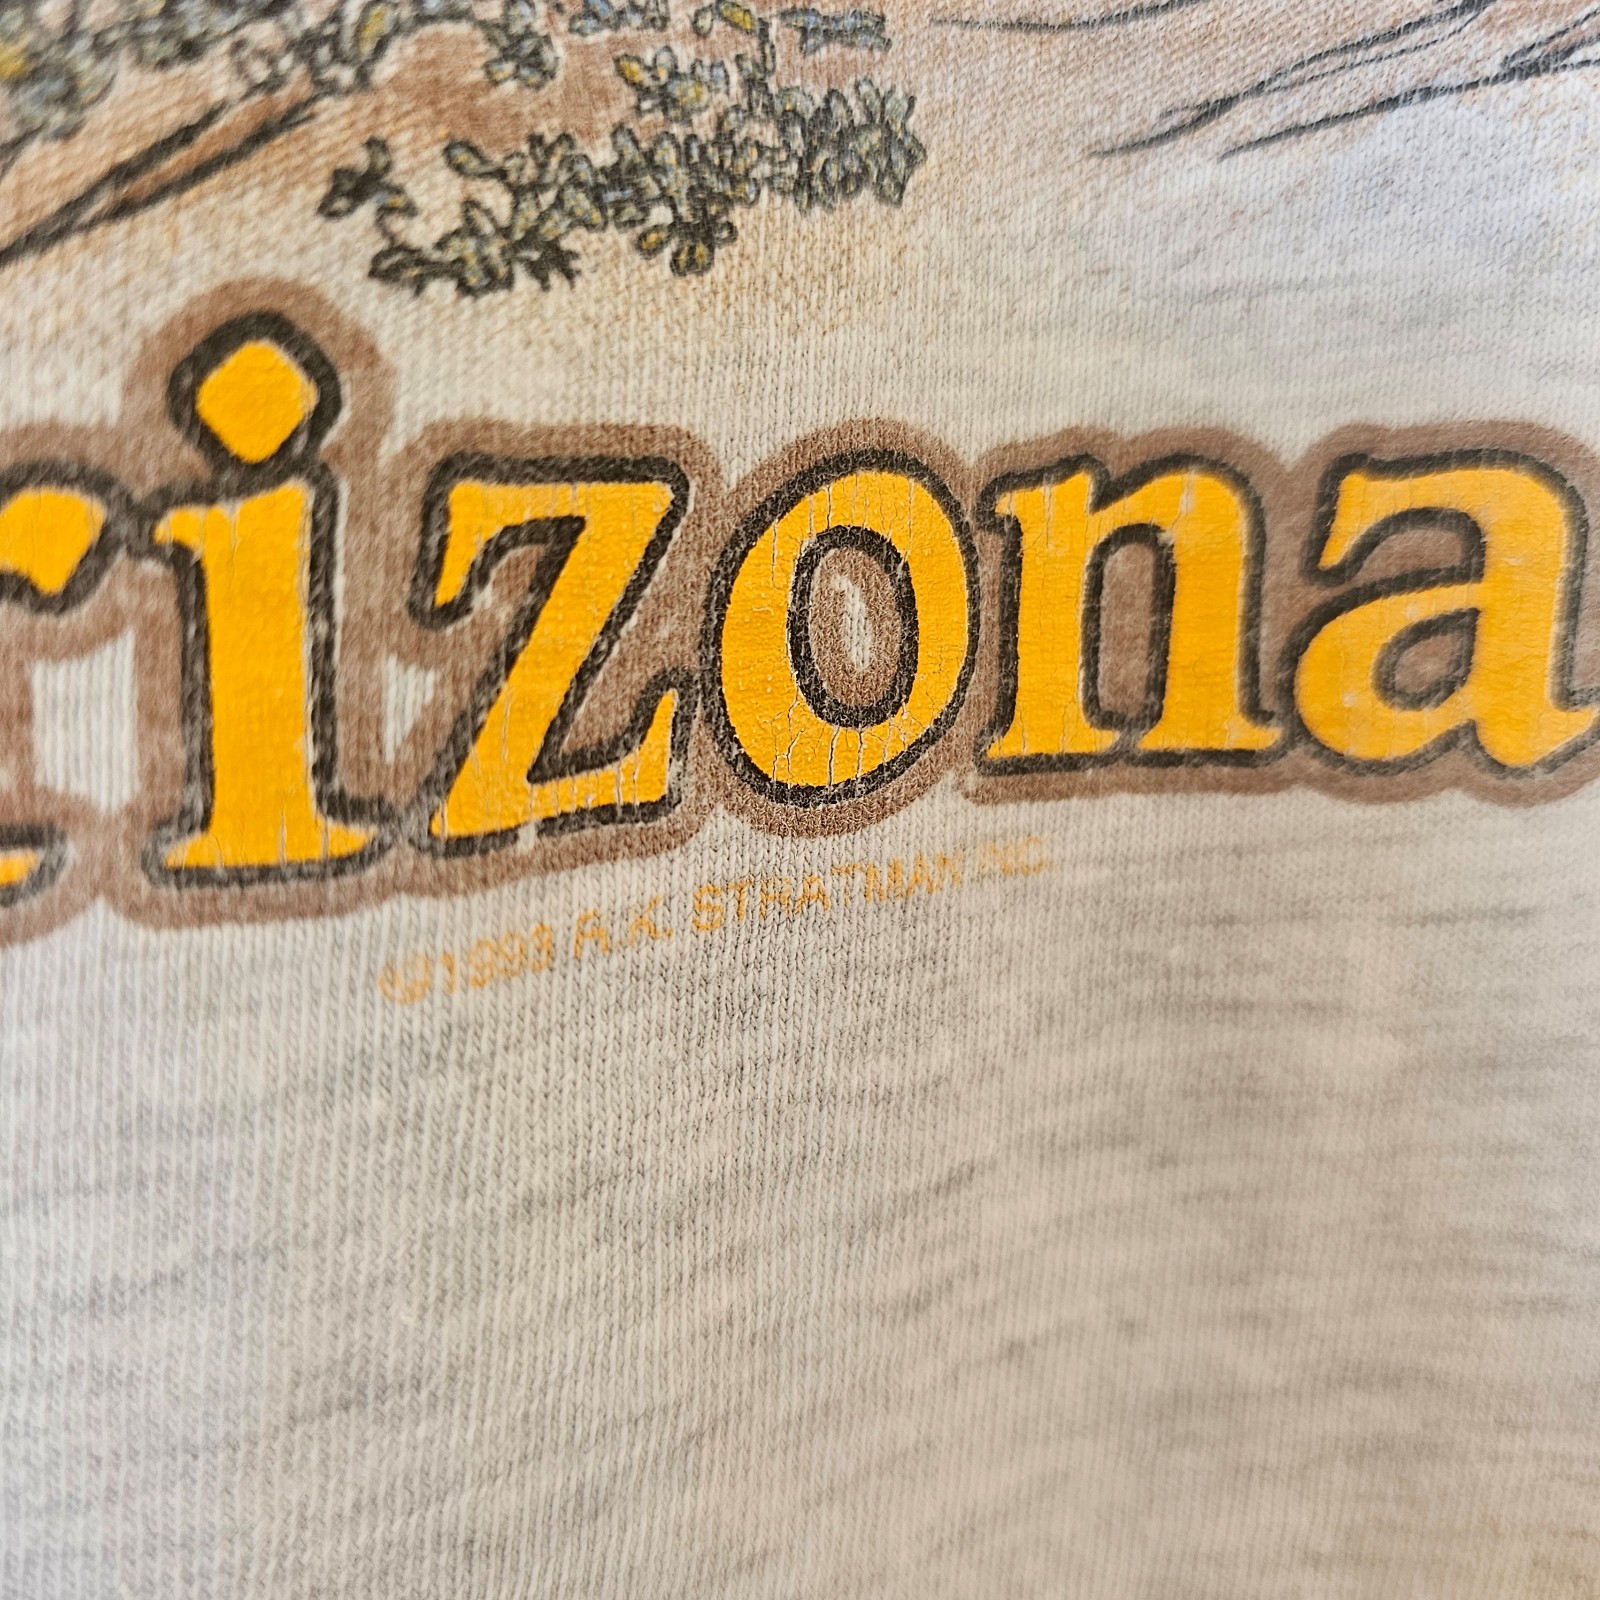 rizona
©1993 R.K. STRATMAN INC